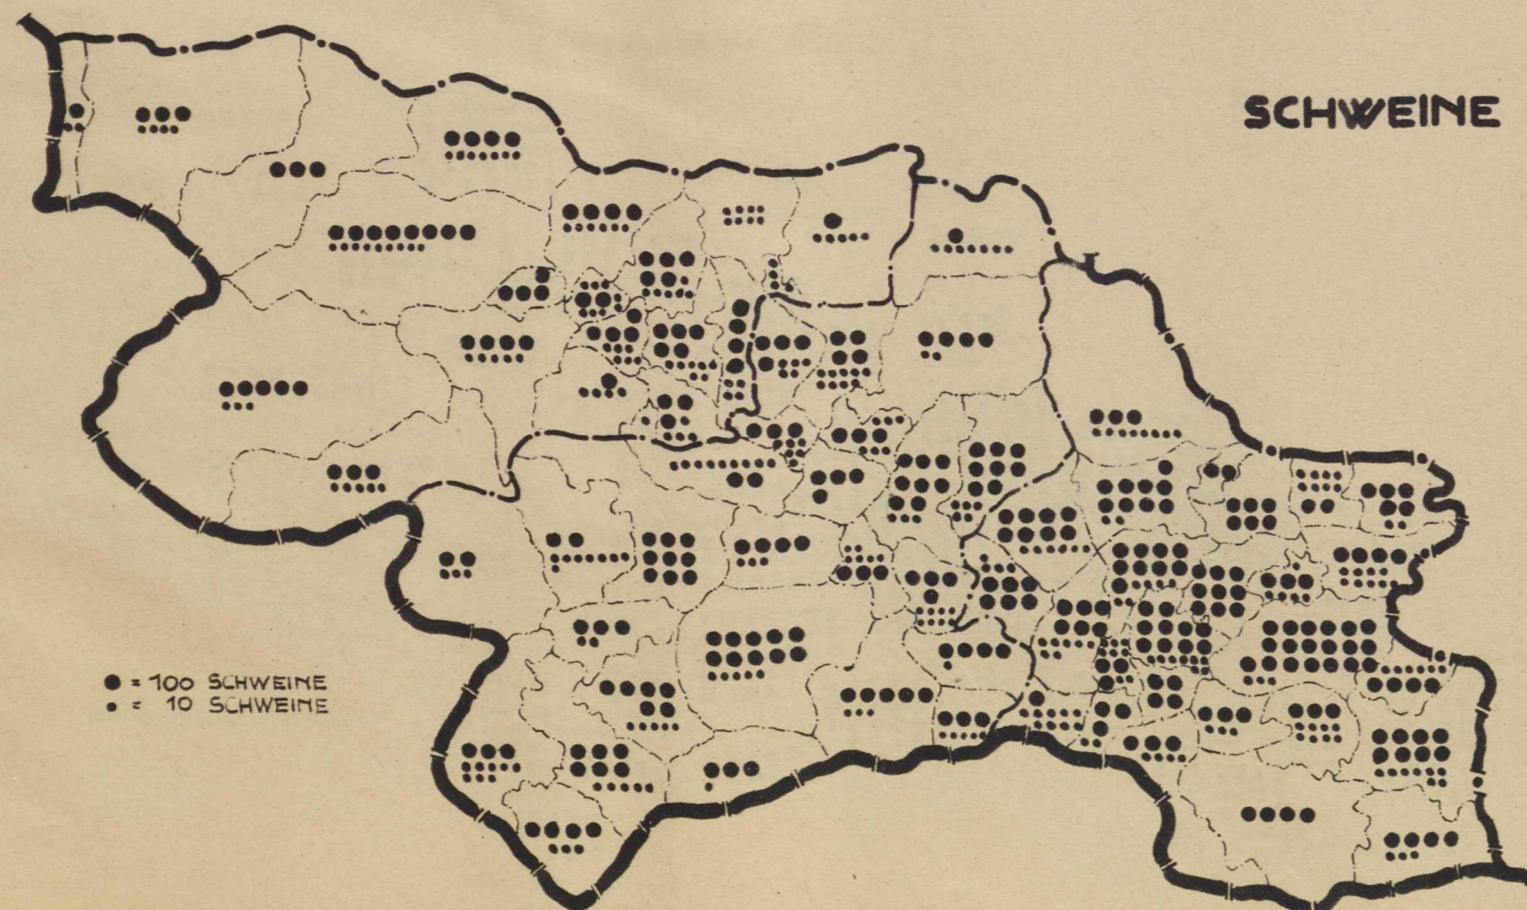 SCHWEINE
● = 100 SCHWEINE
• = 10 SCHWEINE